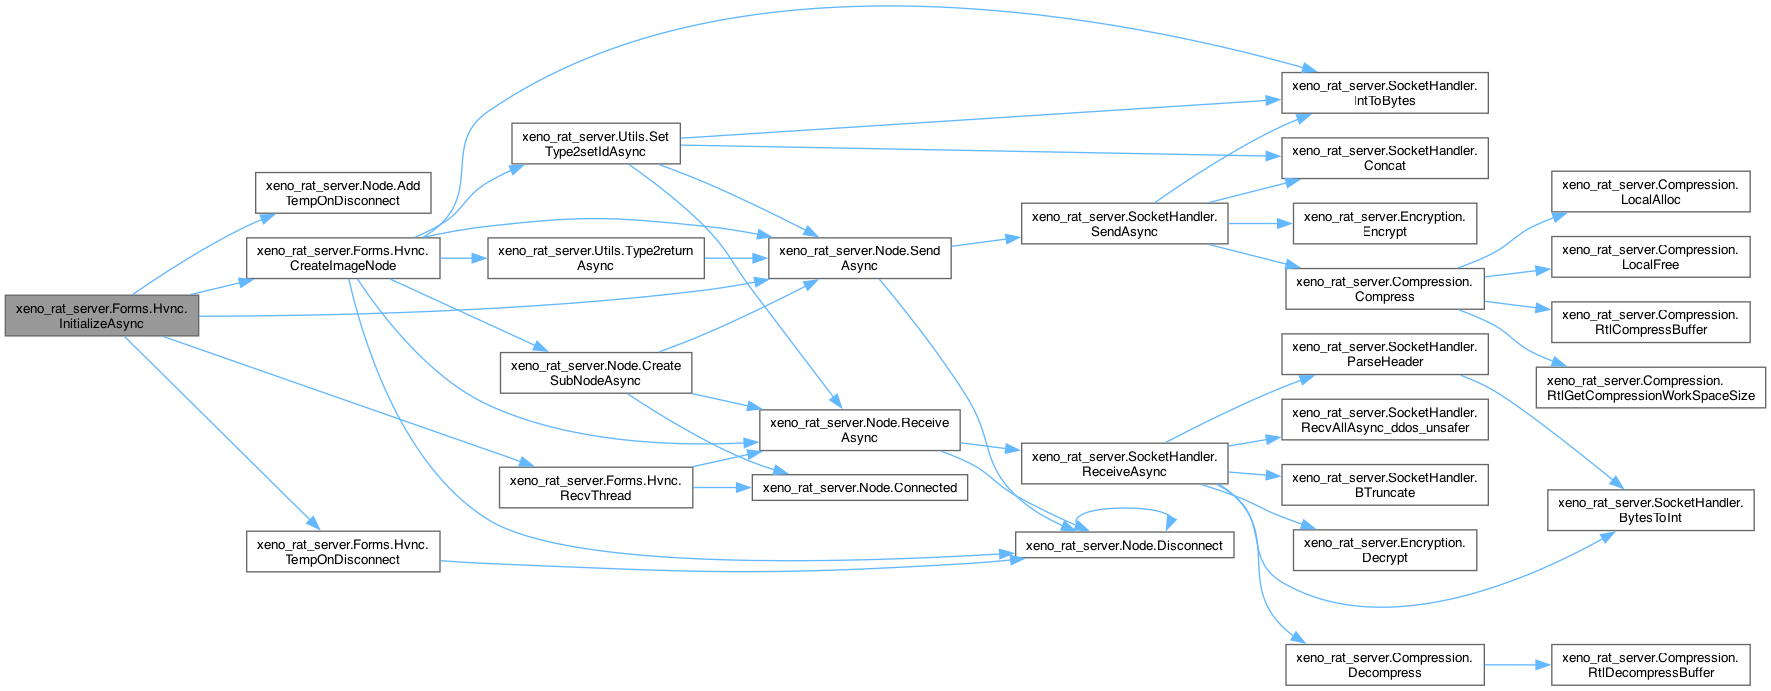 xeno_rat_server.Forms.Hvnc.
InitializeAsync
xeno_rat_server.Node.Add
TempOnDisconnect
xeno_rat_server.Forms.Hvnc.
CreateImageNode
xeno_rat_server.Forms.Hvnc.
TempOnDisconnect
xeno_rat_server.Utils.Set
Type2setIdAsync
xeno_rat_server.Utils.Type2return
Async
xeno_rat_server.Node.Create
SubNodeAsync
xeno_rat_server.Forms.Hvnc.
RecvThread
xeno_rat_server.Node.Send
Async
xeno_rat_server.Node.Receive
Async
xeno_rat_server.Node.Connected
xeno_rat_server.SocketHandler.
SendAsync
xeno_rat_server.SocketHandler.
ReceiveAsync
xeno_rat_server.Node.Disconnect
xeno_rat_server.SocketHandler.
IntToBytes
xeno_rat_server.SocketHandler.
Concat
xeno_rat_server.Encryption.
Encrypt
xeno_rat_server.Compression.
Compress
xeno_rat_server.SocketHandler.
ParseHeader
xeno_rat_server.SocketHandler.
RecvAllAsync_ddos_unsafer
xeno_rat_server.SocketHandler.
BTruncate
xeno_rat_server.Encryption.
Decrypt
xeno_rat_server.Compression.
Decompress
xeno_rat_server.Compression.
LocalAlloc
xeno_rat_server.Compression.
LocalFree
xeno_rat_server.Compression.
RtlCompressBuffer
xeno_rat_server.Compression.
RtlGetCompressionWorkSpaceSize
xeno_rat_server.SocketHandler.
BytesToInt
xeno_rat_server.Compression.
RtlDecompressBuffer